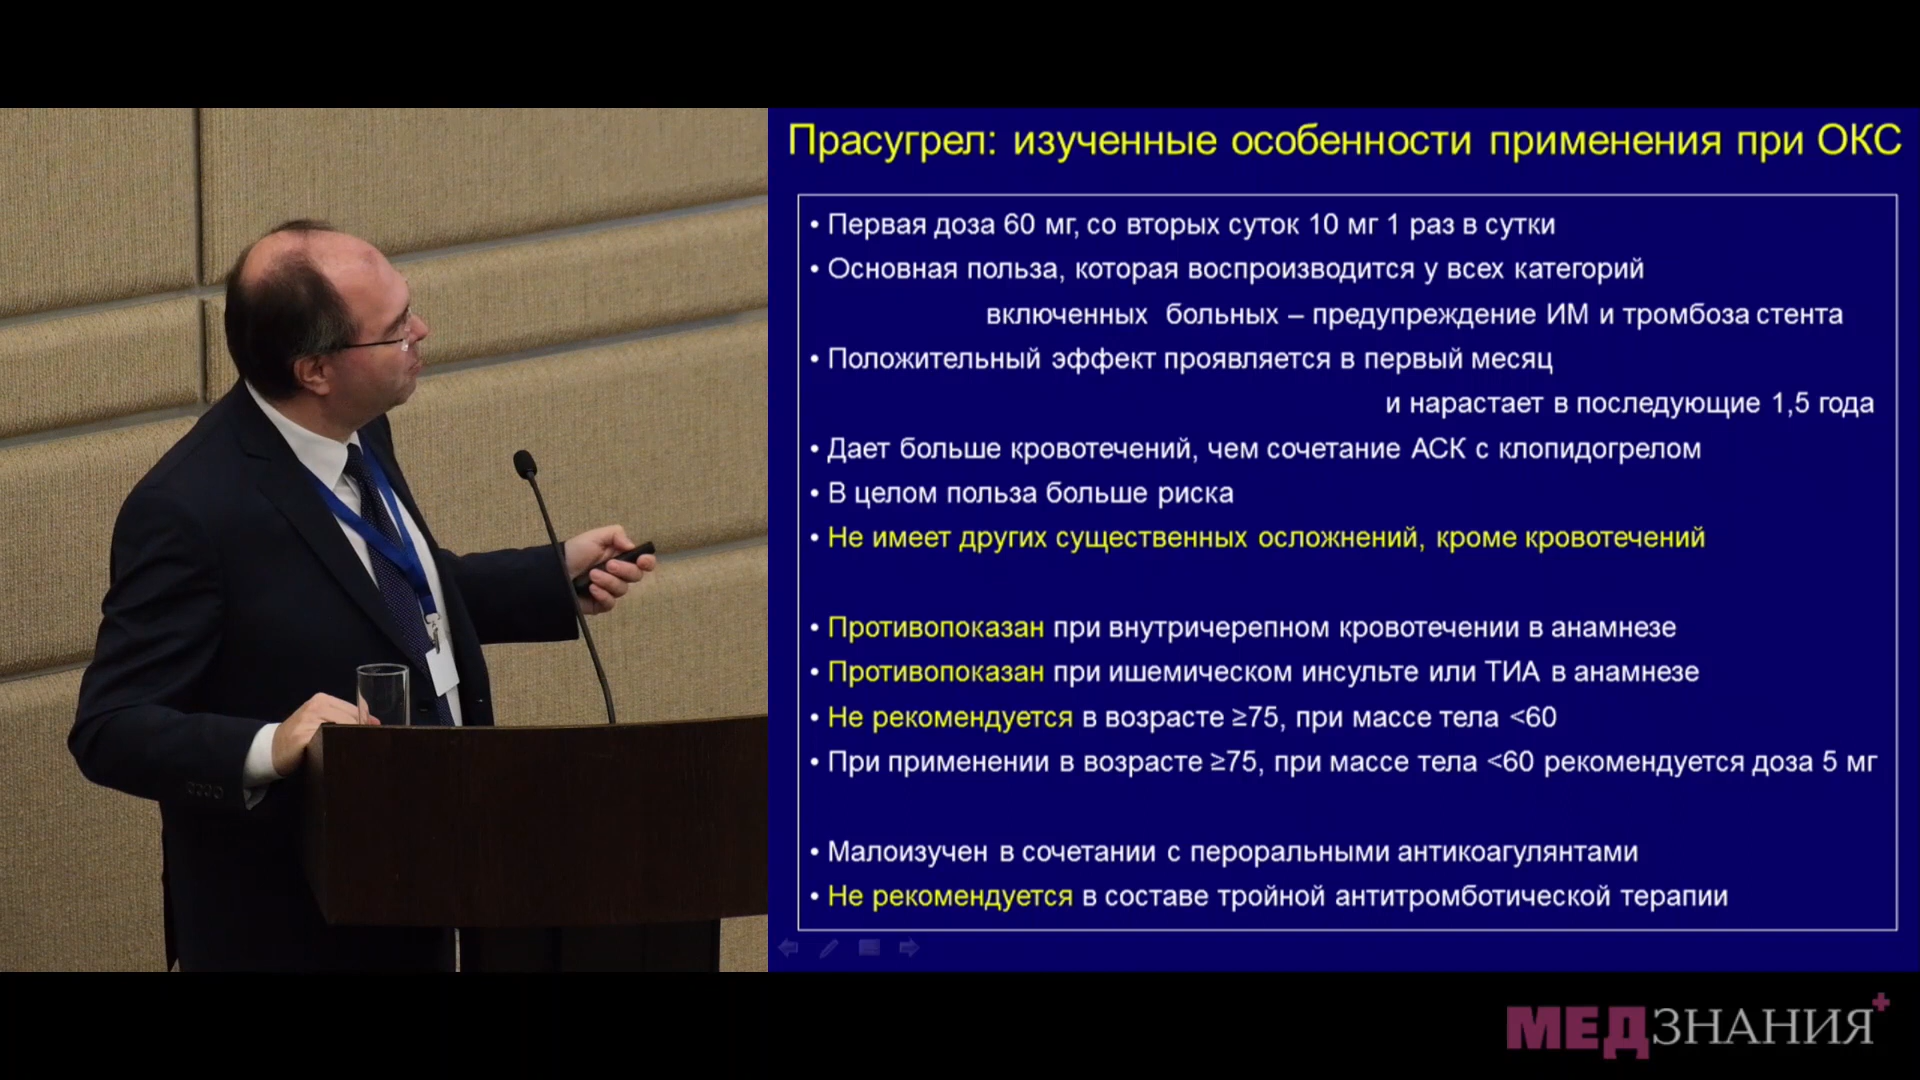 Прасугрел: изученные особенности применения при ОКС
• Первая доза 60 мг, со вторых суток 10 мг 1 раз в сутки
• Основная польза, которая воспроизводится у всех категорий
включенных больных – предупреждение ИМ и тромбоза стента
• Положительный эффект проявляется в первый месяц
и нарастает в последующие 1,5 года
• Дает больше кровотечений, чем сочетание АСК с клопидогрелом
• В целом польза больше риска
• Не имеет других существенных осложнений, кроме кровотечений
• Противопоказан при внутричерепном кровотечении в анамнезе
• Противопоказан при ишемическом инсульте или ТИА в анамнезе
• Не рекомендуется в возрасте ≥75, при массе тела <60
• При применении в возрасте ≥75, при массе тела <60 рекомендуется доза 5 мг
• Малоизучен в сочетании с пероральными антикоагулянтами
• Не рекомендуется в составе тройной антитромботической терапии
МЕДЗНАНИЯ+